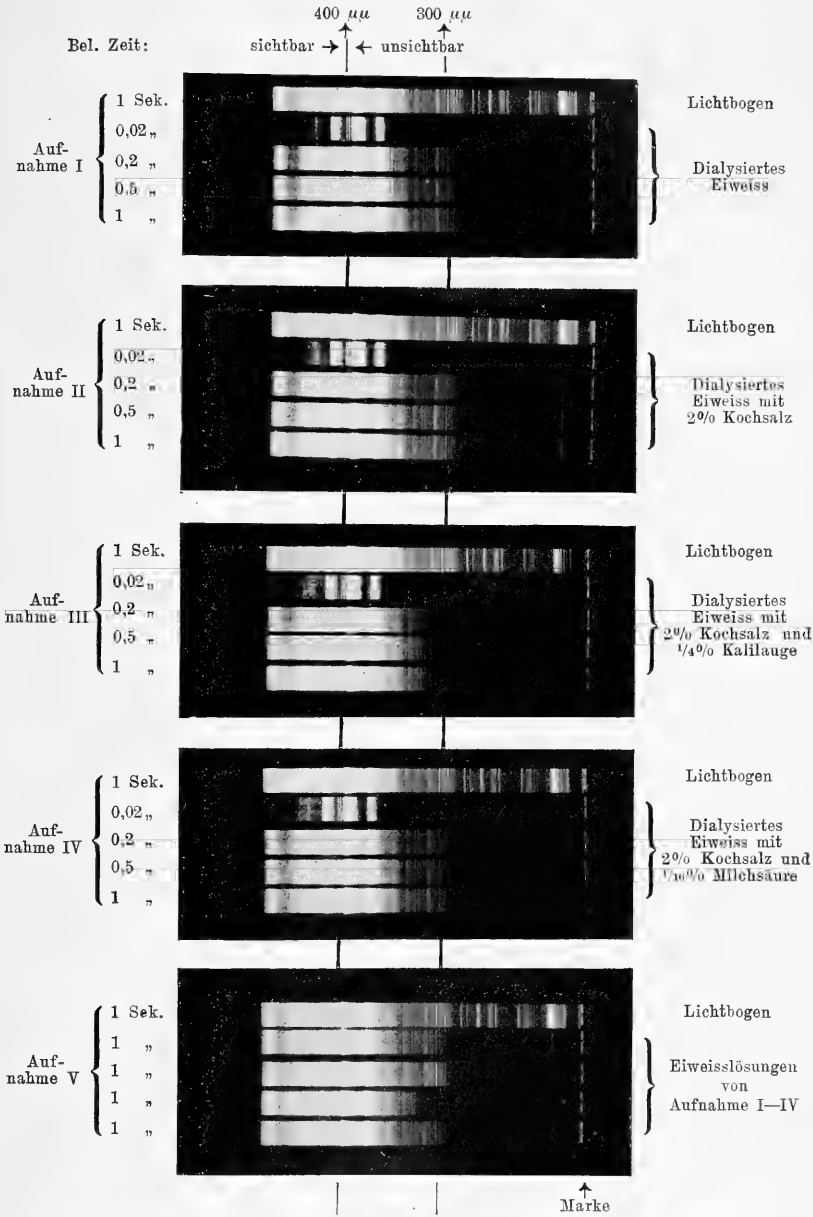 400 µµ 300 µµ
Bel. Zeit: sichtbar → ← unsichtbar
Auf-
nahme I
1 Sek.
0,02 „
0,2 „
0,5 „
1 „
Lichtbogen
Dialysiertes
Eiweiss
Auf-
nahme II
1 Sek.
0,02 „
0,2 „
0,5 „
1 „
Lichtbogen
Dialysiertes
Eiweiss mit
2% Kochsalz
Auf-
nahme III
1 Sek.
0,02 „
0,2 „
0,5 „
1 „
Lichtbogen
Dialysiertes
Eiweiss mit
2% Kochsalz und
1/4% Kalilauge
Auf-
nahme IV
1 Sek.
0,02 „
0,2 „
0,5 „
1 „
Lichtbogen
Dialysiertes
Eiweiss mit
2% Kochsalz und
1/10% Milchsäure
Auf-
nahme V
1 Sek.
1 „
1 „
1 „
1 „
Lichtbogen
Eiweisslösungen
von
Aufnahme I—IV
Marke